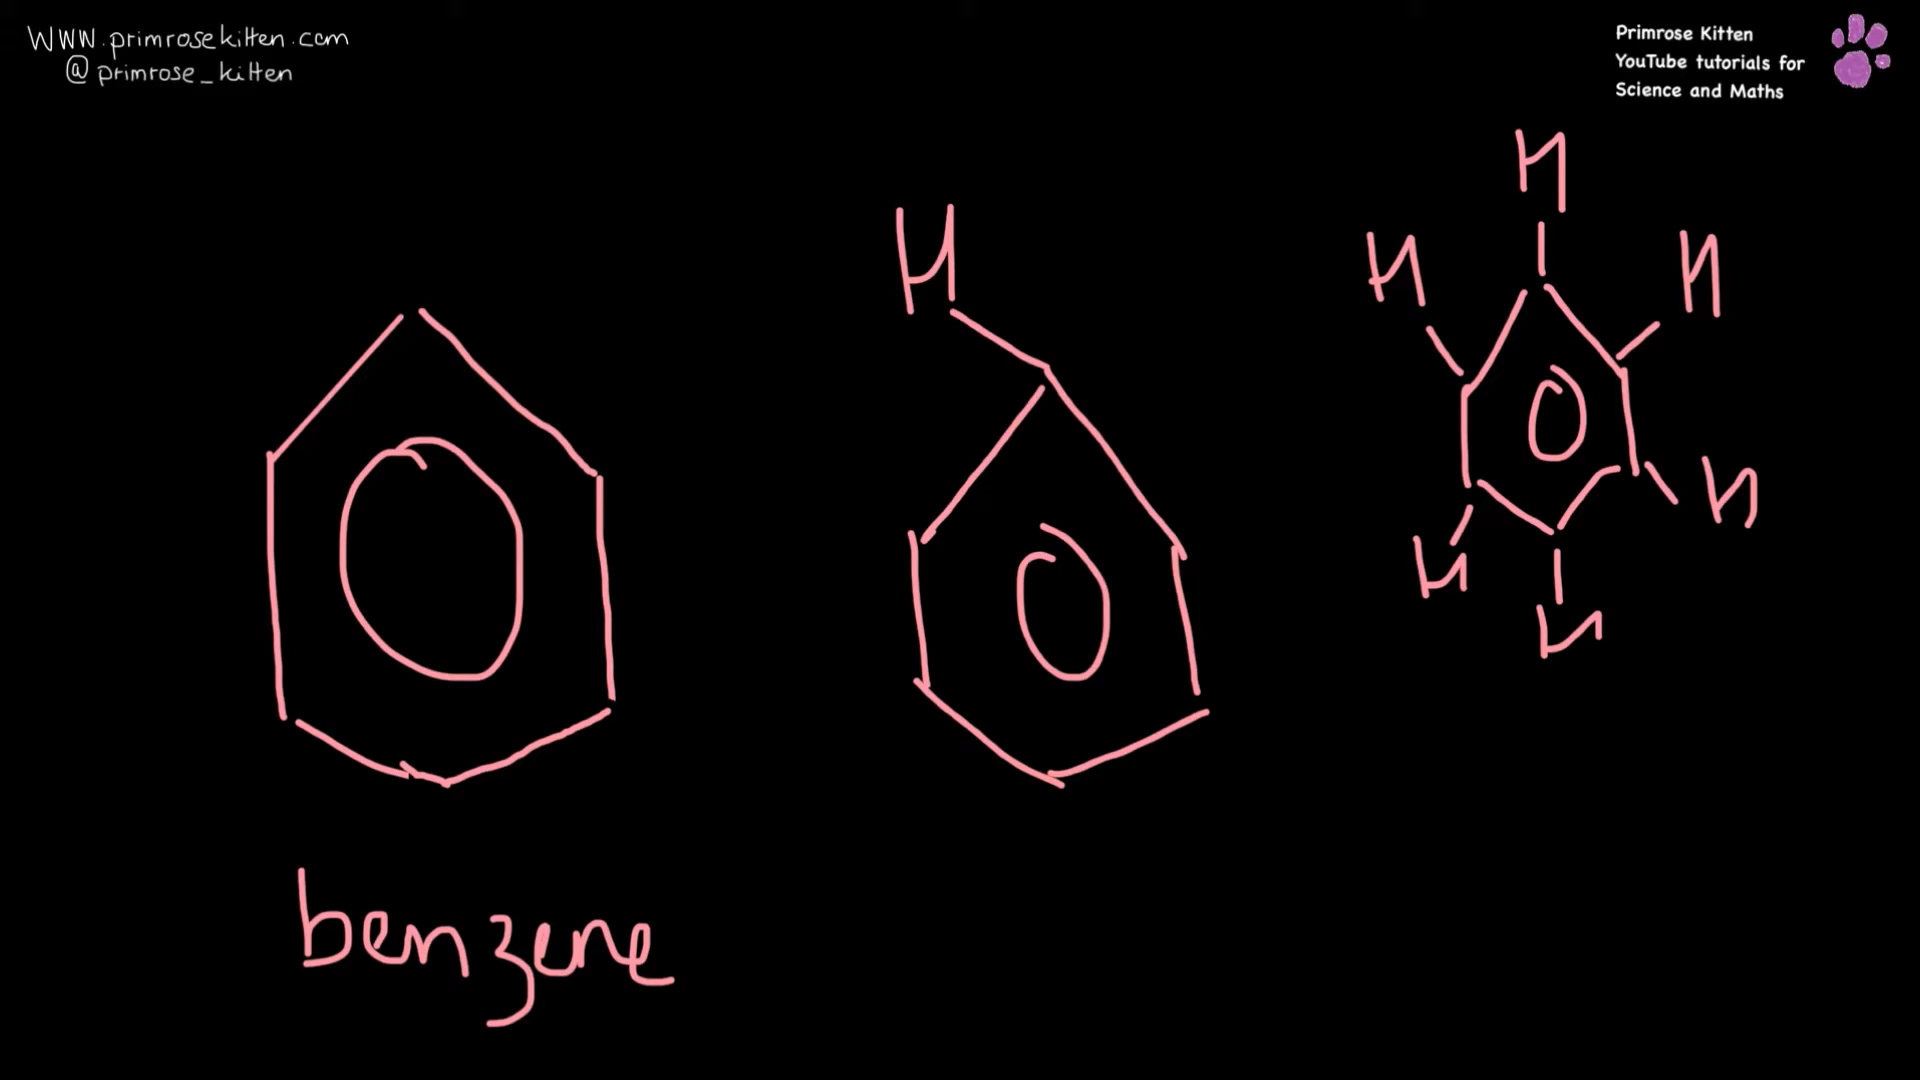 www.primrosekitten.com
@primrose_kitten
Primrose Kitten
YouTube tutorials for
Science and Maths
H
H
H
H
H
H
H
benzene